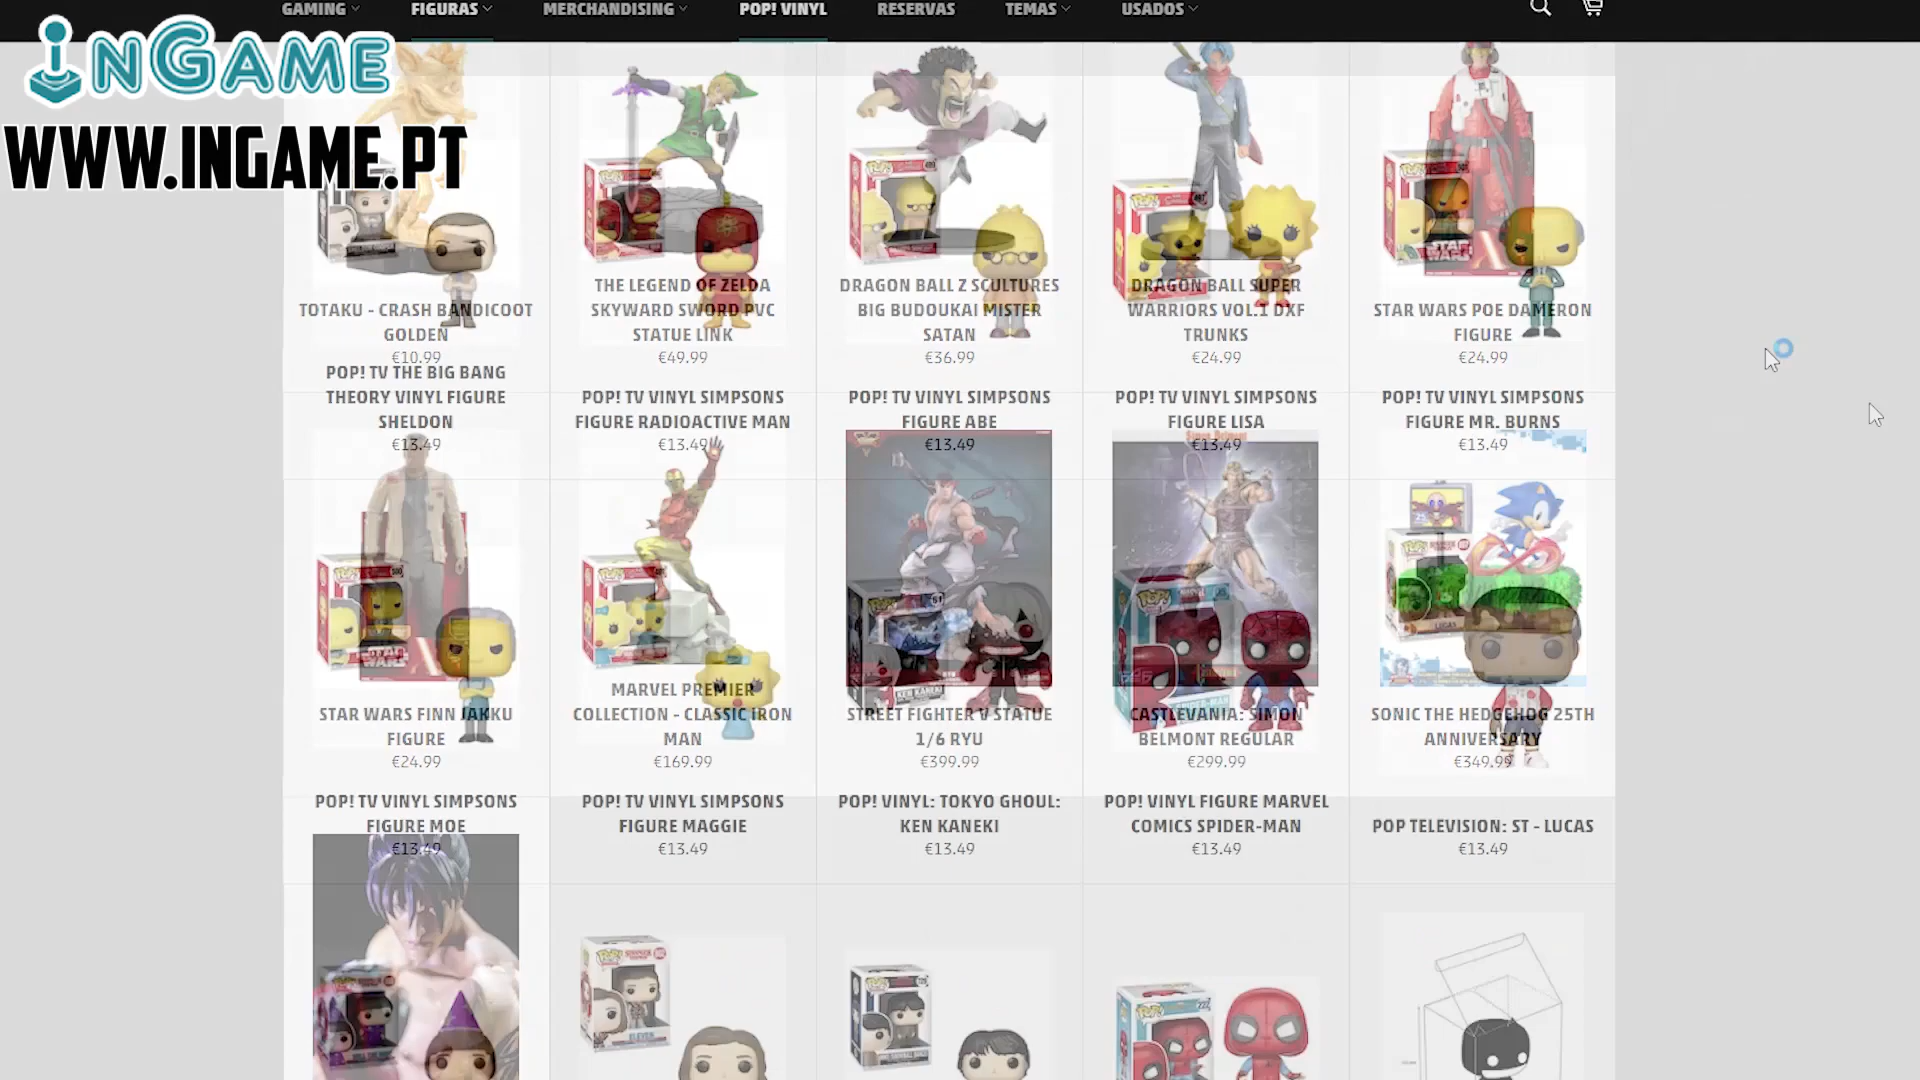 GAMING
FIGURAS
MERCHANDISING
POP! VINYL
RESERVAS
TEMAS
USADOS
INGAME
WWW.INGAME.PT
TOTAKU - CRASH BANDICOOT
GOLDEN
€10.99
THE LEGEND OF ZELDA
SKYWARD SWORD PVC
STATUE LINK
€49.99
DRAGON BALL Z SCULTURES
BIG BUDOUKAI MISTER
SATAN
€36.99
DRAGON BALL SUPER
WARRIORS VOL.1 DXF
TRUNKS
€24.99
STAR WARS POE DAMERON
FIGURE
€24.99
POP! TV THE BIG BANG
THEORY VINYL FIGURE
SHELDON
€13.49
POP! TV VINYL SIMPSONS
FIGURE RADIOACTIVE MAN
€13.49
POP! TV VINYL SIMPSONS
FIGURE ABE
€13.49
POP! TV VINYL SIMPSONS
FIGURE LISA
€13.49
POP! TV VINYL SIMPSONS
FIGURE MR. BURNS
€13.49
STAR WARS
STAR WARS
STAR WARS FINN JAKKU
FIGURE
€24.99
MARVEL PREMIER
COLLECTION - CLASSIC IRON
MAN
€169.99
KEN KANEKI
STREET FIGHTER V STATUE
1/6 RYU
€399.99
CASTLEVANIA: SIMON
BELMONT REGULAR
€299.99
SONIC THE HEDGEHOG 25TH
ANNIVERSARY
€349.99
POP! TV VINYL SIMPSONS
FIGURE MOE
€13.49
POP! TV VINYL SIMPSONS
FIGURE MAGGIE
€13.49
POP! VINYL: TOKYO GHOUL:
KEN KANEKI
€13.49
POP! VINYL FIGURE MARVEL
COMICS SPIDER-MAN
€13.49
POP TELEVISION: ST - LUCAS
€13.49
ELEVEN